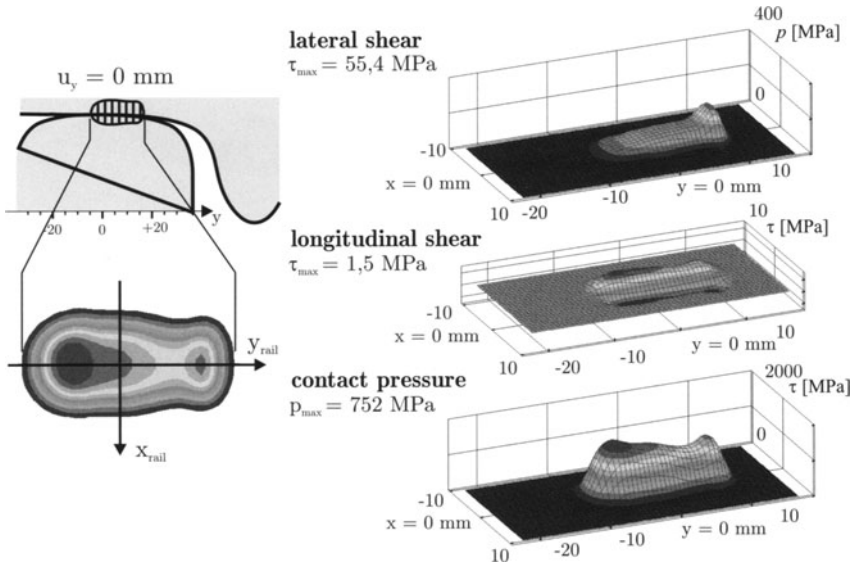 u_y = 0 mm
-20 0 +20 y
y_rail
x_rail
lateral shear
τ_max = 55,4 MPa
400
p [MPa]
0
-10
x = 0 mm
10
-20
-10
y = 0 mm
10
longitudinal shear
τ_max = 1,5 MPa
10
τ [MPa]
-10
x = 0 mm
10
-20
-10
y = 0 mm
10
contact pressure
p_max = 752 MPa
2000
τ [MPa]
0
-10
x = 0 mm
10
-20
-10
y = 0 mm
10